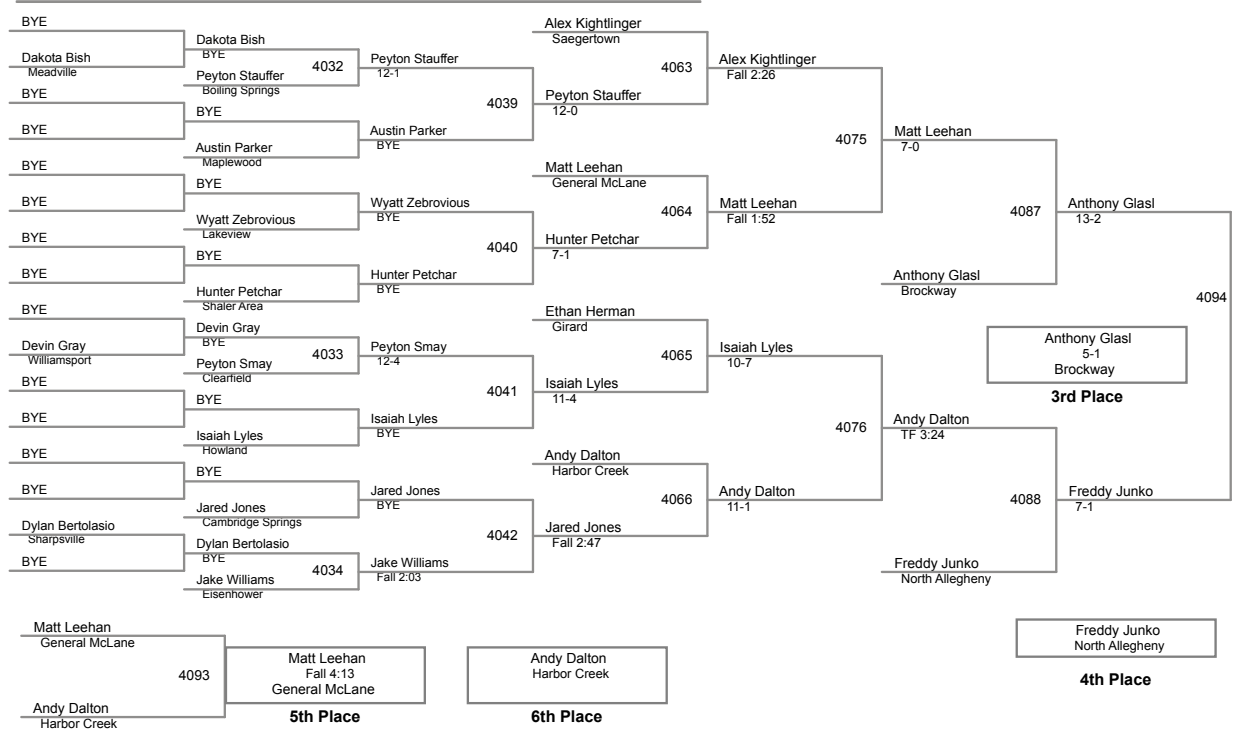 BYE
Dakota Bish
Meadville
BYE
BYE
BYE
BYE
BYE
BYE
Devin Gray
Williamsport
BYE
BYE
BYE
BYE
Dylan Bertolasio
Sharpsville
BYE
Dakota Bish
BYE
4032
Peyton Stauffer
Boiling Springs
BYE
Austin Parker
Maplewood
BYE
Wyatt Zebrovious
Lakeview
BYE
Hunter Petchar
Shaler Area
Devin Gray
BYE
4033
Peyton Smay
Clearfield
BYE
Isaiah Lyles
Howland
BYE
Jared Jones
Cambridge Springs
Dylan Bertolasio
BYE
4034
Jake Williams
Eisenhower
Peyton Stauffer
12-1
4039
Austin Parker
BYE
Wyatt Zebrovious
BYE
4040
Hunter Petchar
BYE
Peyton Smay
12-4
4041
Isaiah Lyles
BYE
Jared Jones
BYE
4042
Jake Williams
Fall 2:03
Alex Kightlinger
Saegertown
4063
Peyton Stauffer
12-0
Matt Leehan
General McLane
4064
Hunter Petchar
7-1
Ethan Herman
Girard
4065
Isaiah Lyles
11-4
Andy Dalton
Harbor Creek
4066
Jared Jones
Fall 2:47
Alex Kightlinger
Fall 2:26
4075
Matt Leehan
Fall 1:52
Isaiah Lyles
10-7
4076
Andy Dalton
11-1
Matt Leehan
7-0
4087
Anthony Glasl
Brockway
Andy Dalton
TF 3:24
4088
Freddy Junko
North Allegheny
Anthony Glasl
13-2
4094
Freddy Junko
7-1
Anthony Glasl
5-1
Brockway
3rd Place
Freddy Junko
North Allegheny
4th Place
Matt Leehan
General McLane
4093
Andy Dalton
Harbor Creek
Matt Leehan
Fall 4:13
General McLane
5th Place
Andy Dalton
Harbor Creek
6th Place